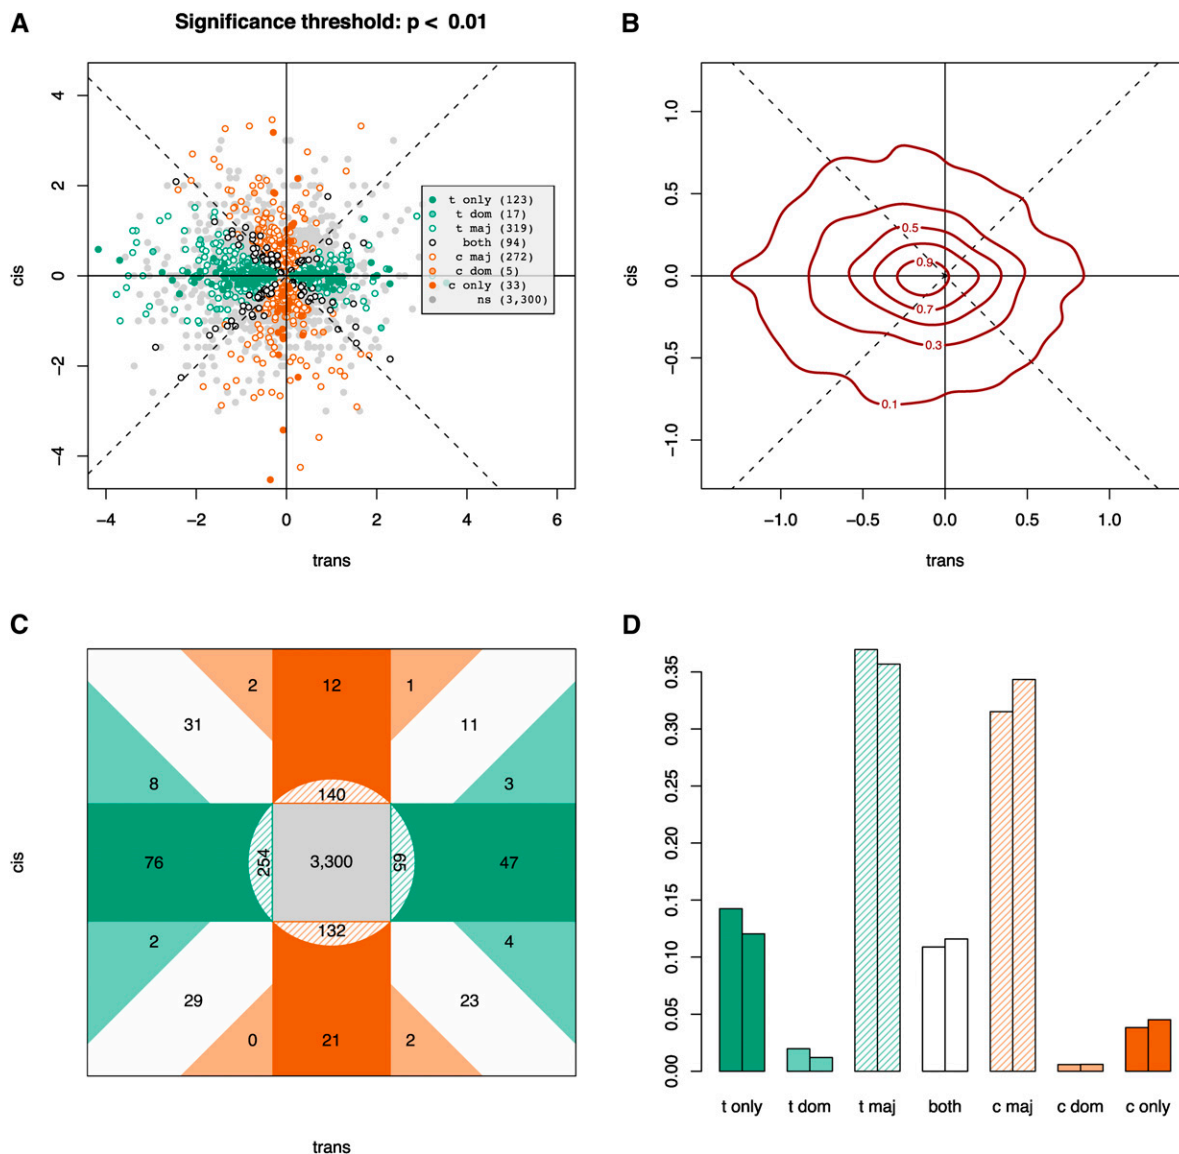 A
Significance threshold: p < 0.01
cis
4
2
0
−2
−4
t only (123)
t dom (17)
t maj (319)
both (94)
c maj (272)
c dom (5)
c only (33)
ns (3,300)
−4 −2 0 2 4 6
trans
B
cis
1.0
0.5
0.0
−0.5
−1.0
0.5
0.9
0.7
0.3
0.1
−1.0 −0.5 0.0 0.5 1.0
trans
C
cis
2 12 1
31 11
8 3
140
76 254 3,300 65 47
132
2 4
29 23
0 21 2
trans
D
0.35
0.30
0.25
0.20
0.15
0.10
0.05
0.00
t only t dom t maj both c maj c dom c only